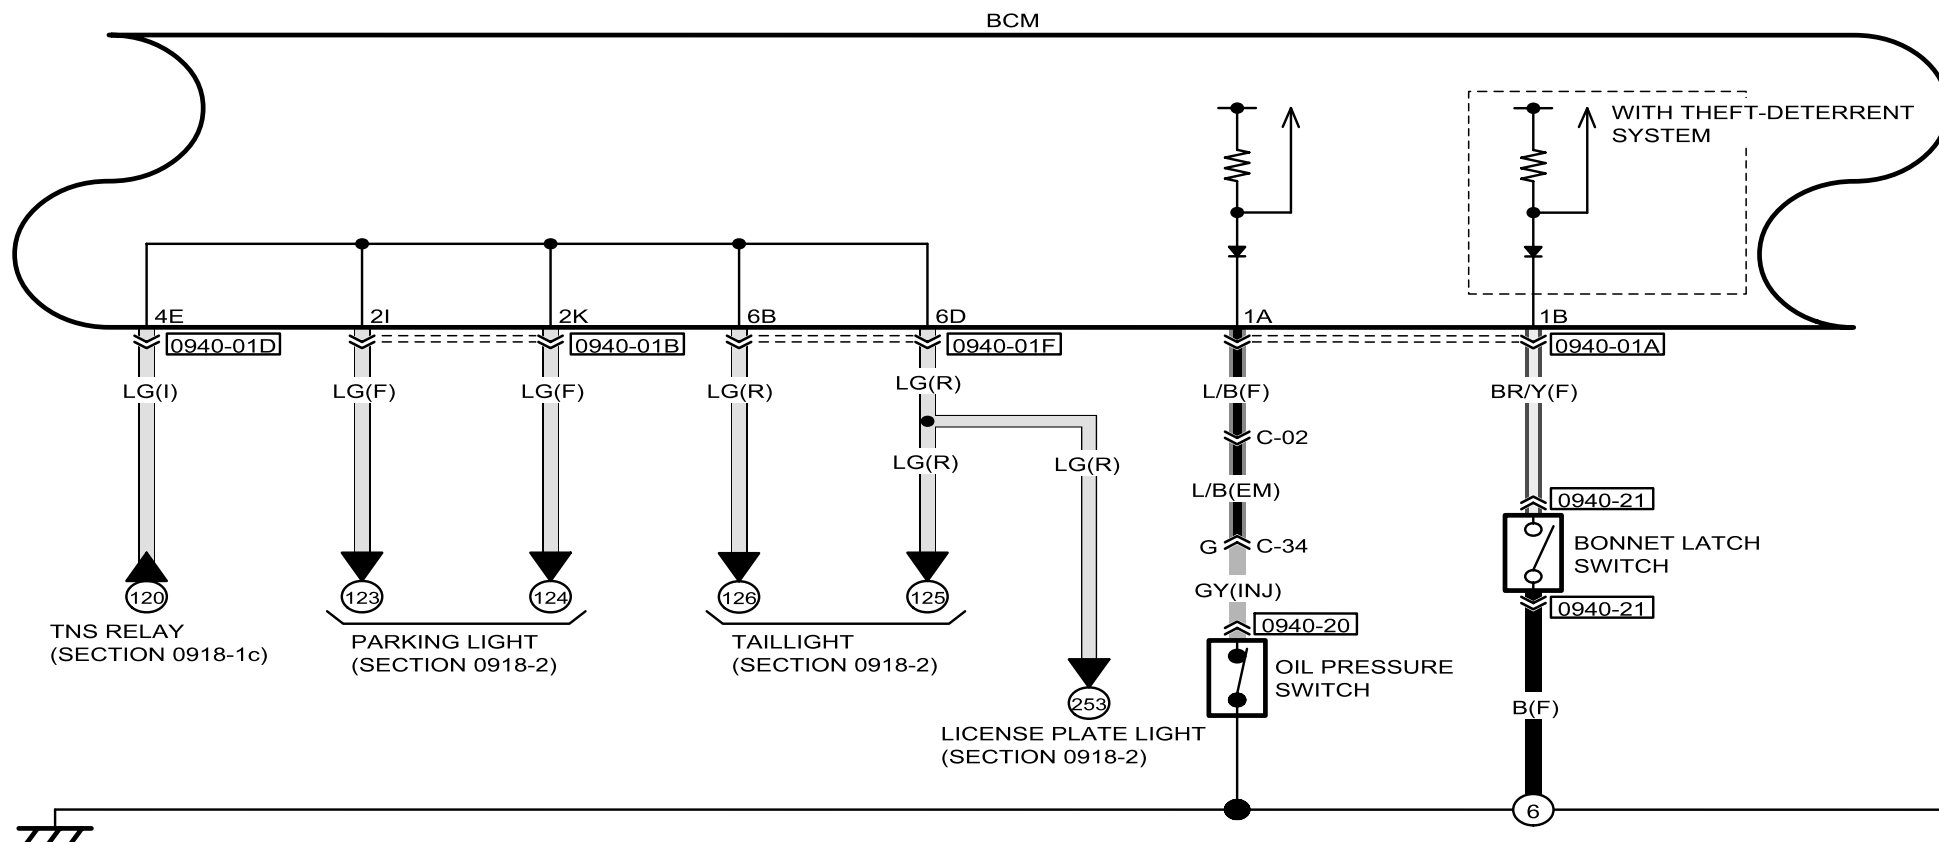 BCM
WITH THEFT-DETERRENT
SYSTEM
4E
2I
2K
6B
6D
1A
1B
0940-01D
0940-01B
0940-01F
0940-01A
LG(I)
LG(F)
LG(F)
LG(R)
LG(R)
L/B(F)
BR/Y(F)
C-02
LG(R)
LG(R)
L/B(EM)
0940-21
G
C-34
BONNET LATCH
SWITCH
GY(INJ)
120
123
124
126
125
0940-21
0940-20
TNS RELAY
(SECTION 0918-1c)
PARKING LIGHT
(SECTION 0918-2)
TAILLIGHT
(SECTION 0918-2)
OIL PRESSURE
SWITCH
253
B(F)
LICENSE PLATE LIGHT
(SECTION 0918-2)
6